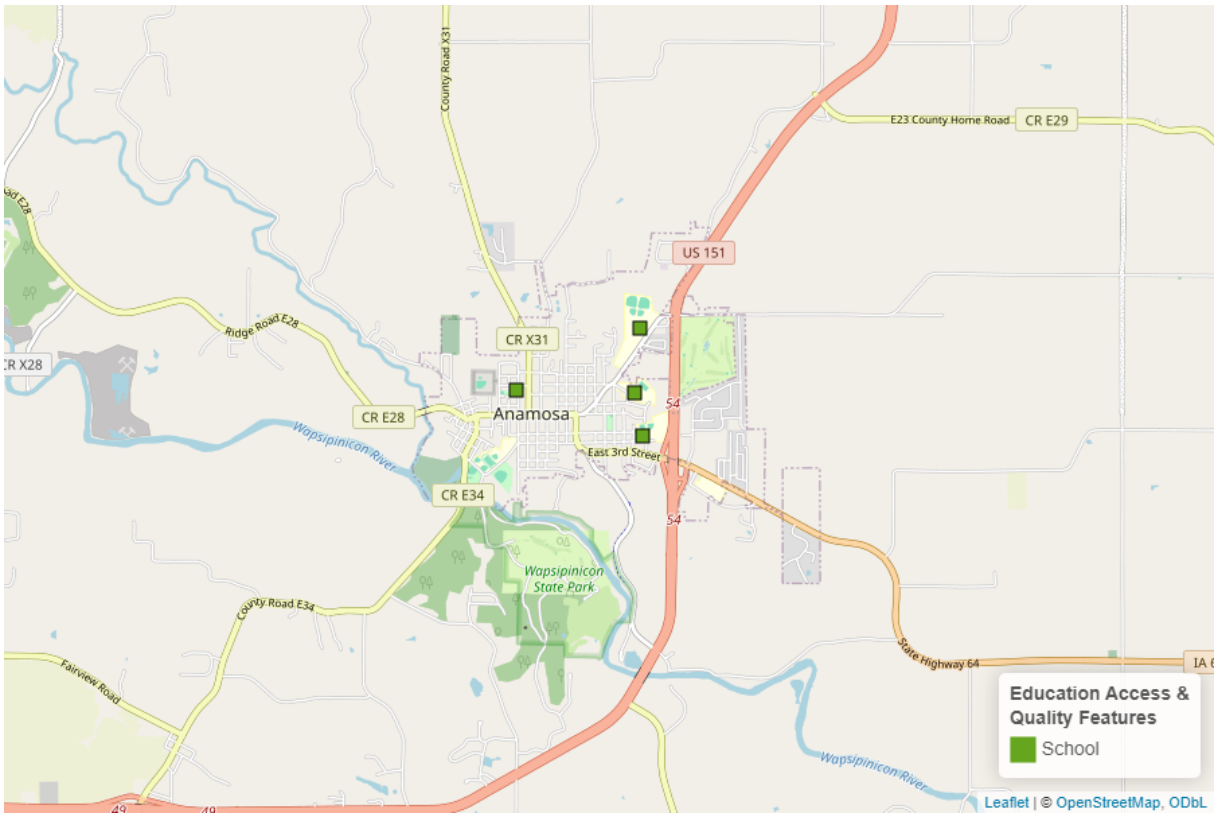 County Road X31
E23 County Home Road
CR E29
ad E28
US 151
Ridge Road E28
CR X31
CR X28
54
CR E28
Anamosa
Wapsipinicon River
East 3rd Street
CR E34
54
Wapsipinicon
State Park
County Road E34
State Highway 64
Fairview Road
IA 6
Education Access &
Quality Features
School
Wapsipinicon River
49
49
Leaflet | © OpenStreetMap, ODbL